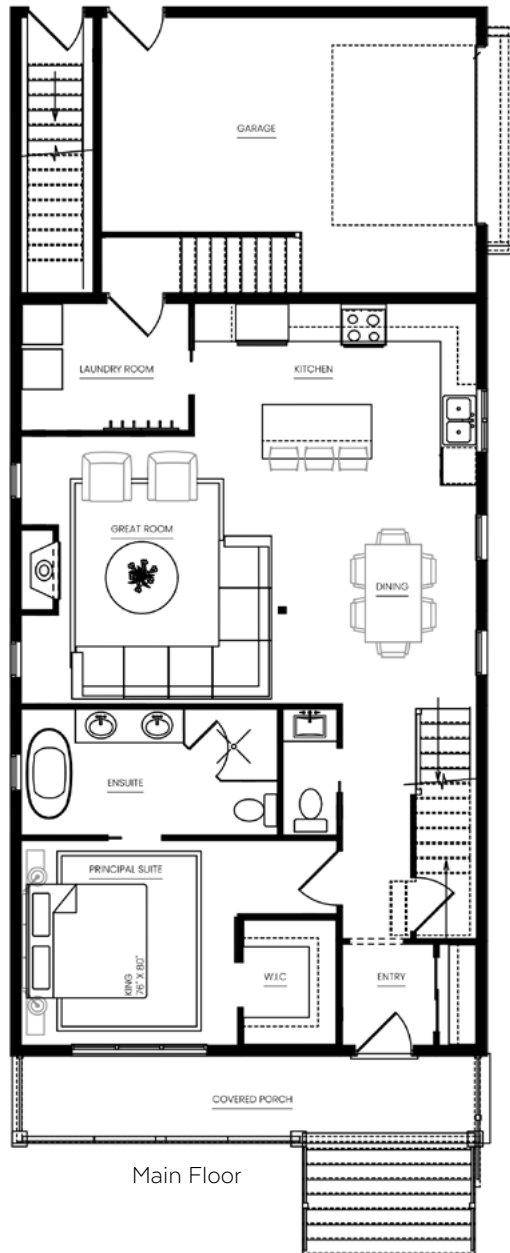 GARAGE
LAUNDRY ROOM
KITCHEN
GREAT ROOM
DINING
ENSUITE
PRINCIPAL SUITE
KING
76" X 80"
W.I.C
ENTRY
COVERED PORCH
Main Floor